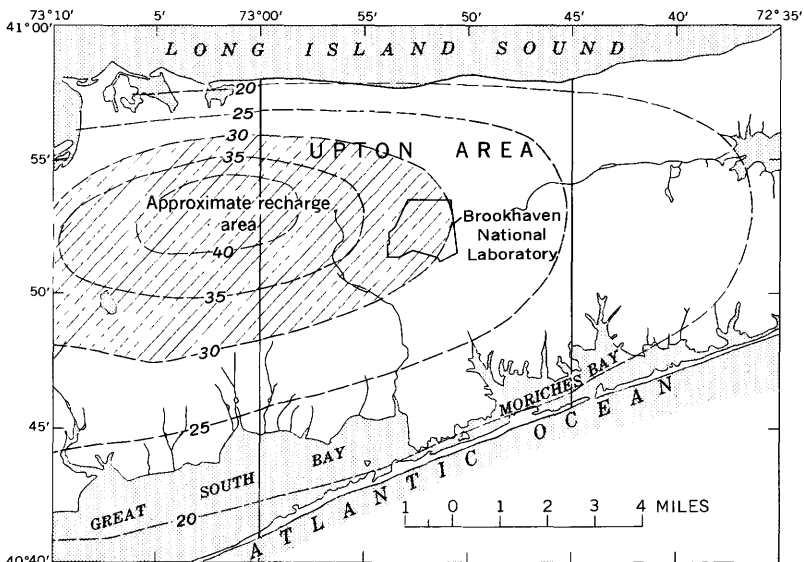 73°10' 5' 73°00' 55' 50' 45' 40' 72°35'
41°00'
LONG ISLAND SOUND
20
25
30
UPTON AREA
35
55'
Approximate recharge
area
Brookhaven
National
Laboratory
40
50'
35
30
MORICHES BAY
45'
25
GREAT SOUTH BAY
ATLANTIC OCEAN
20
1 0 1 2 3 4 MILES
40°40'